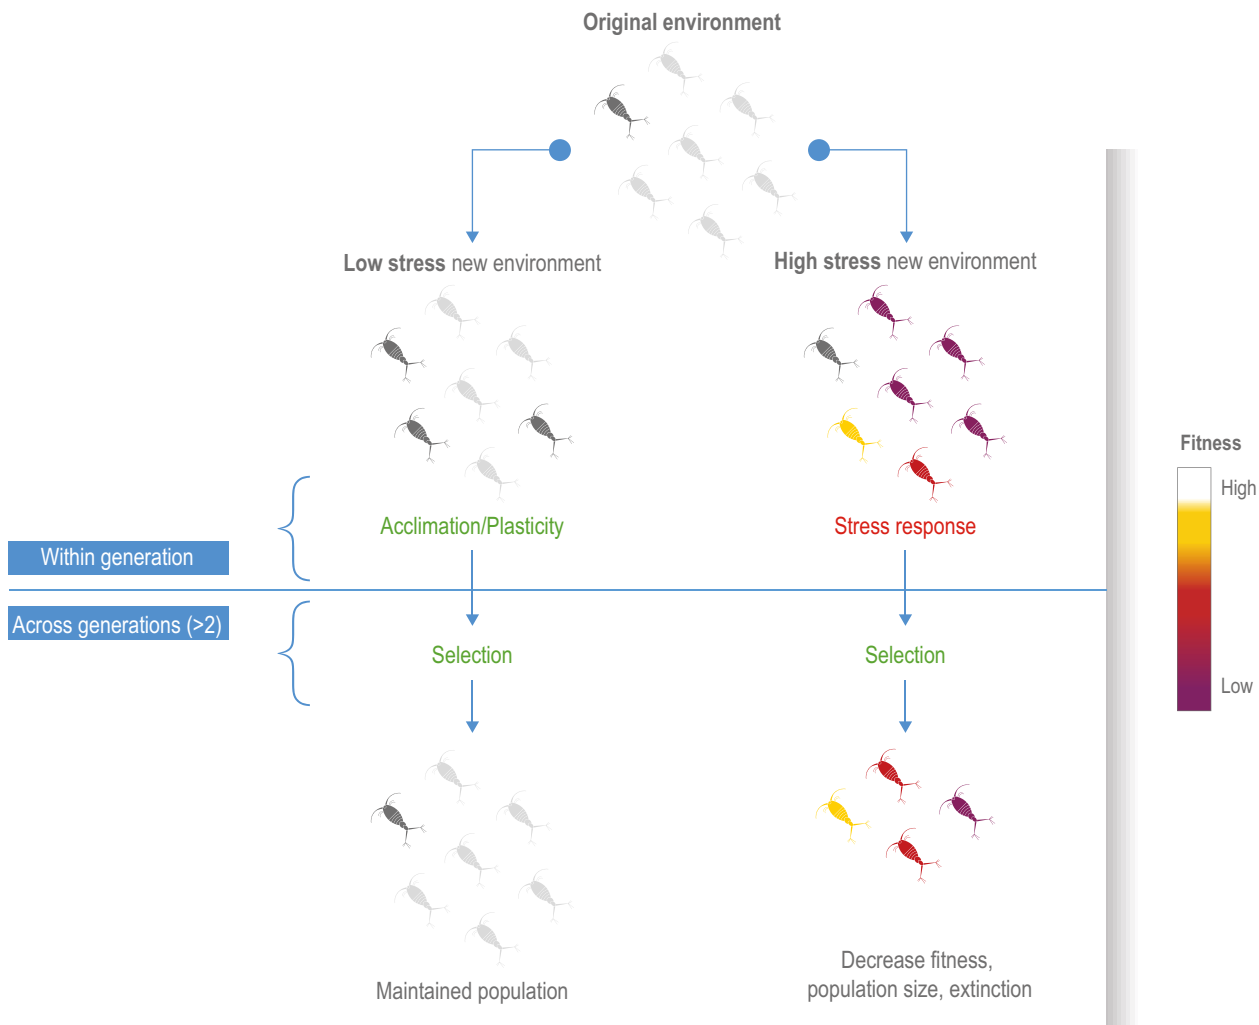 Original environment
Low stress new environment
High stress new environment
Fitness
High
Low
Acclimation/Plasticity
Stress response
Within generation
Across generations (>2)
Selection
Selection
Maintained population
Decrease fitness,
population size, extinction